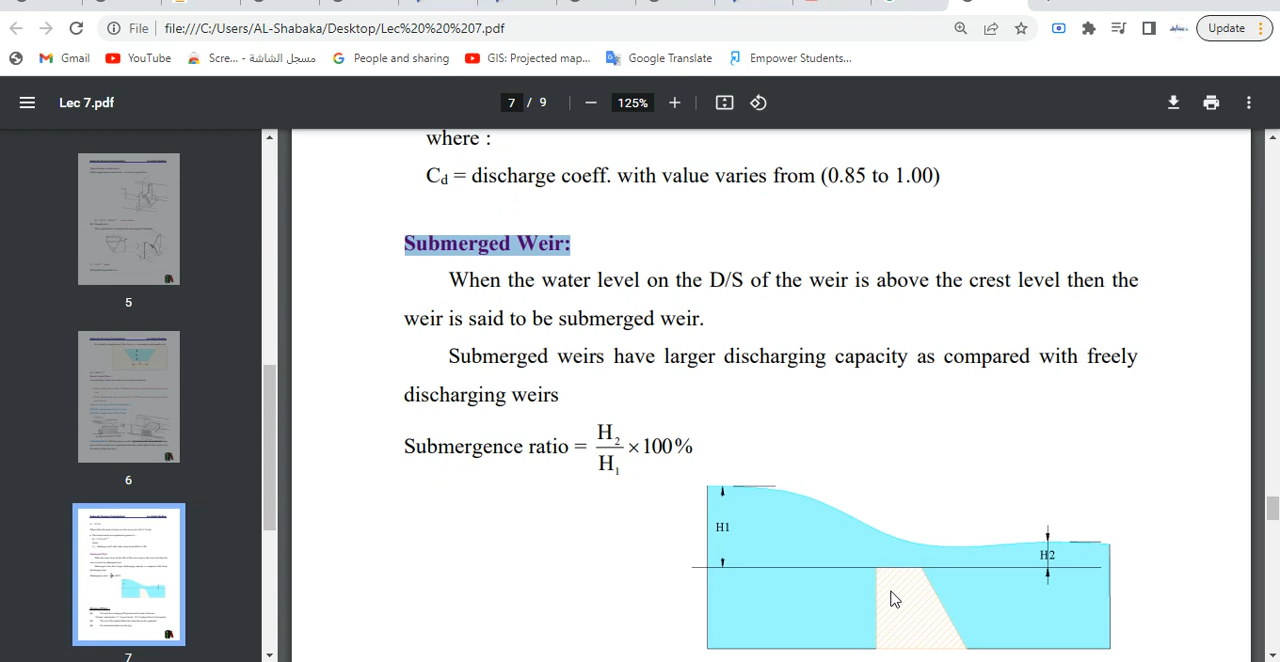 File | file:///C:/Users/AL-Shabaka/Desktop/Lec%20%20%207.pdf
Update
Gmail
YouTube
Scre... - مسجل الشاشة
People and sharing
GIS: Projected map...
Google Translate
Empower Students...
Lec 7.pdf
7 / 9
125%
5
6
7
where :
Cd = discharge coeff. with value varies from (0.85 to 1.00)
Submerged Weir:
When the water level on the D/S of the weir is above the crest level then the
weir is said to be submerged weir.
Submerged weirs have larger discharging capacity as compared with freely
discharging weirs
Submergence ratio = H2/H1 × 100%
H1
H2